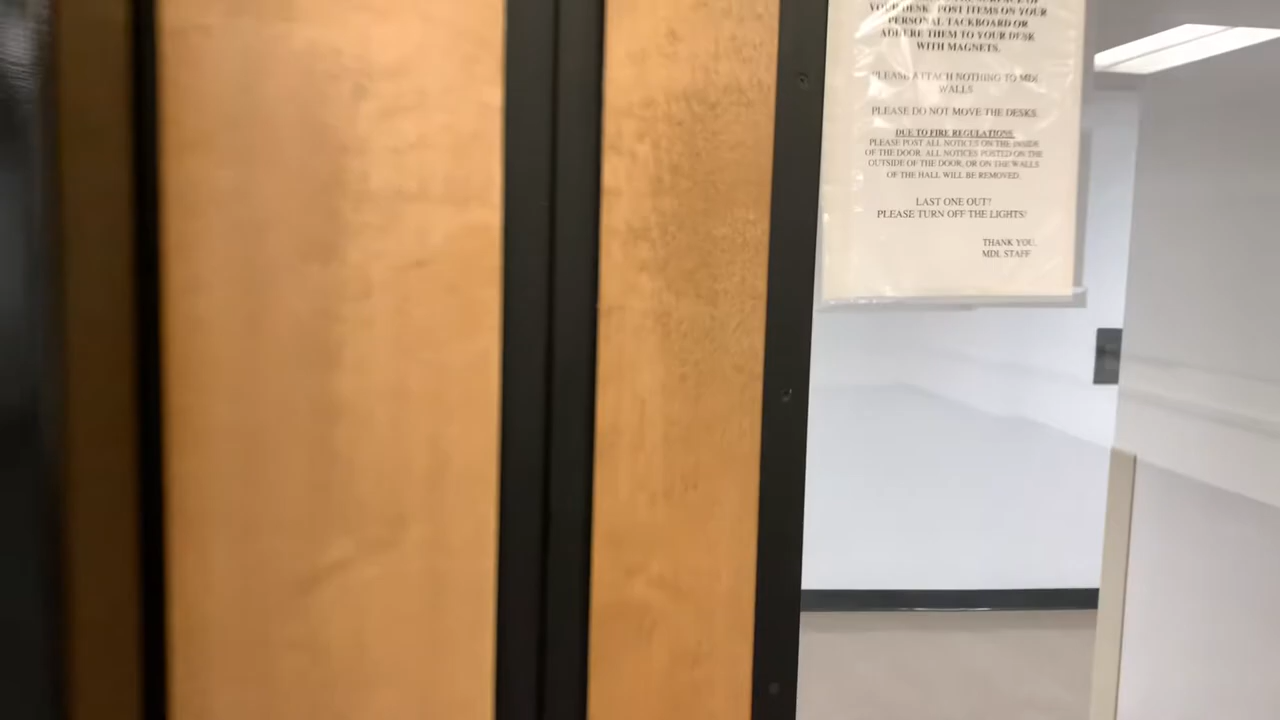 YOUR DESK. POST ITEMS ON YOUR
PERSONAL TACKBOARD OR
ADHERE THEM TO YOUR DESK
WITH MAGNETS.
PLEASE ATTACH NOTHING TO MDL
WALLS
PLEASE DO NOT MOVE THE DESKS.
DUE TO FIRE REGULATIONS,
PLEASE POST ALL NOTICES ON THE INSIDE
OF THE DOOR. ALL NOTICES POSTED ON THE
OUTSIDE OF THE DOOR, OR ON THE WALLS
OF THE HALL WILL BE REMOVED.
LAST ONE OUT?
PLEASE TURN OFF THE LIGHTS!
THANK YOU,
MDL STAFF